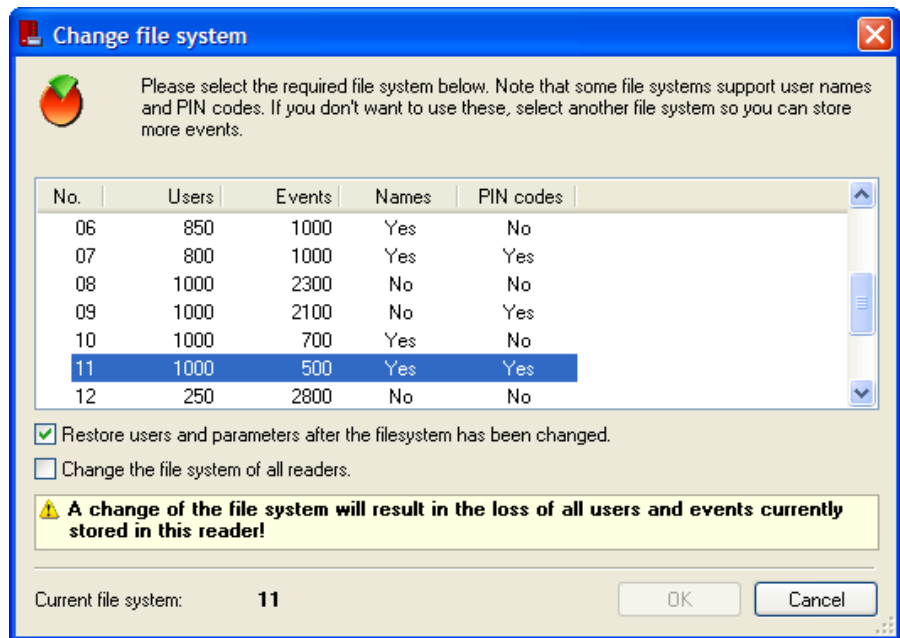 Change file system
Please select the required file system below. Note that some file systems support user names
and PIN codes. If you don't want to use these, select another file system so you can store
more events.
No. Users Events Names PIN codes
06 850 1000 Yes No
07 800 1000 Yes Yes
08 1000 2300 No No
09 1000 2100 No Yes
10 1000 700 Yes No
11 1000 500 Yes Yes
12 250 2800 No No
Restore users and parameters after the filesystem has been changed.
Change the file system of all readers.
A change of the file system will result in the loss of all users and events currently
stored in this reader!
Current file system: 11 OK Cancel